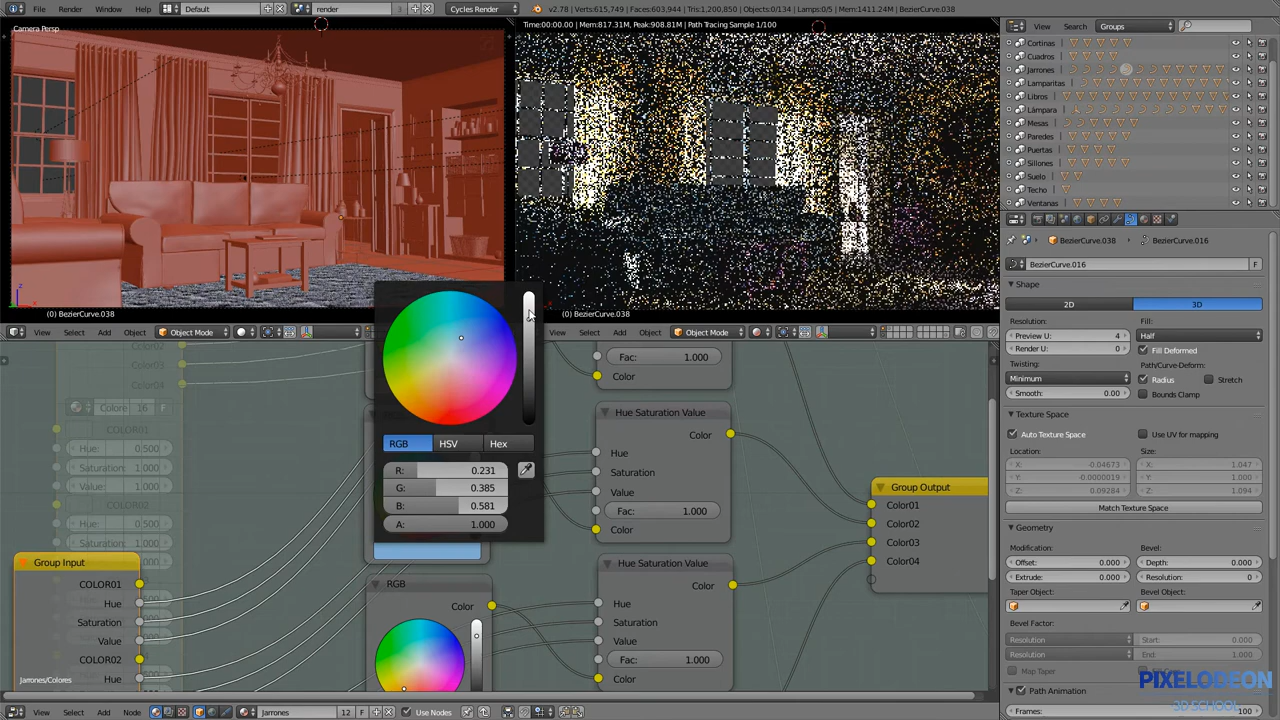 File
Render
Window
Help
Default
render
Cycles Render
v2.78 | Verts:615,749 | Faces:603,944 | Tris:1,200,850 | Objects:0/134 | Lamps:0/13 | Mem:1411.24M | BezierCurve.038
Camera Persp
(0) BezierCurve.038
Time:00:00.00 | Mem:817.31M, Peak:908.81M | Path Tracing Sample 1/100
(0) BezierCurve.038
View
Search
Groups
Cortinas
Cuadros
Jarrones
Lamparitas
Libros
Lámpara
Mesas
Paredes
Puertas
Sillones
Suelo
Techo
Ventanas
View
Select
Add
Object
Object Mode
View
Select
Add
Object
Object Mode
Color03
Color04
Colore
16
COLOR01
Hue: 0.500
Saturation: 1.000
Value: 1.000
COLOR02
Hue: 0.500
Saturation: 1.000
Group Input
COLOR01
Hue
Saturation
Value
COLOR02
Hue
Jarrones/Colores
RGB
HSV
Hex
R: 0.231
G: 0.385
B: 0.581
A: 1.000
RGB
Color
Fac: 1.000
Color
Hue Saturation Value
Color
Hue
Saturation
Value
Fac: 1.000
Color
Hue Saturation Value
Color
Hue
Saturation
Value
Fac: 1.000
Color
Group Output
Color01
Color02
Color03
Color04
View
Select
Add
Node
Jarrones
12
F
Use Nodes
BezierCurve.038
BezierCurve.016
BezierCurve.016
F
Shape
2D
3D
Resolution:
Fill:
Preview U: 4
Half
Render U: 0
Fill Deformed
Twisting:
Path/Curve-Deform:
Minimum
Radius
Stretch
Smooth: 0.00
Bounds Clamp
Texture Space
Auto Texture Space
Use UV for mapping
Location:
Size:
X: -0.04673
X: 1.047
Y: -0.0000019
Y: 1.000
Z: 0.09284
Z: 1.094
Match Texture Space
Geometry
Modification:
Bevel:
Offset: 0.000
Depth: 0.000
Extrude: 0.000
Resolution: 0
Taper Object:
Bevel Object:
Bevel Factor:
Resolution
Start: 0.000
Resolution
End: 1.000
Map Taper
Path Animation
Frames: 100
PIXELODEON
3D SCHOOL